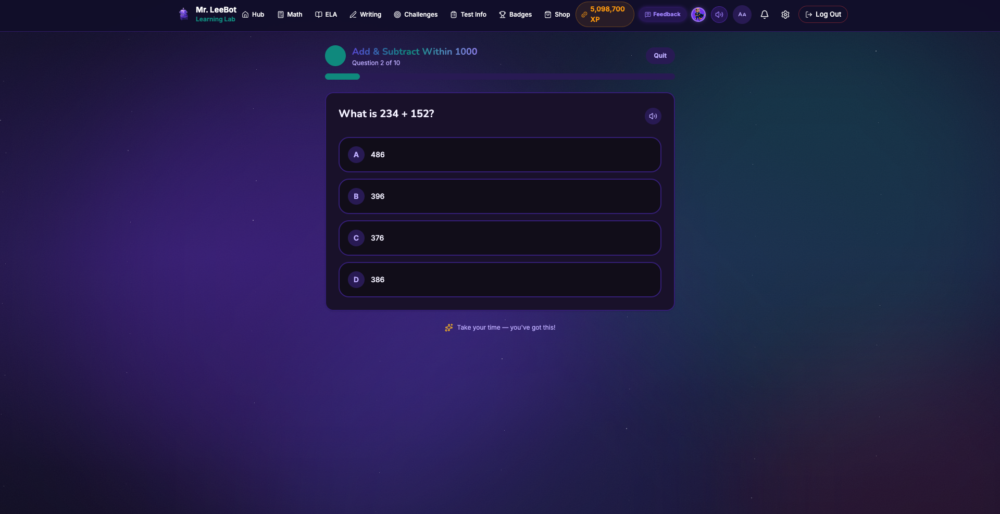 Mr. LeeBot
Learning Lab
Hub
Math
ELA
Writing
Challenges
Test Info
Badges
Shop
5,098,700
XP
Feedback
AA
Log Out
Add & Subtract Within 1000
Question 2 of 10
Quit
What is 234 + 152?
A 486
B 396
C 376
D 386
Take your time — you've got this!